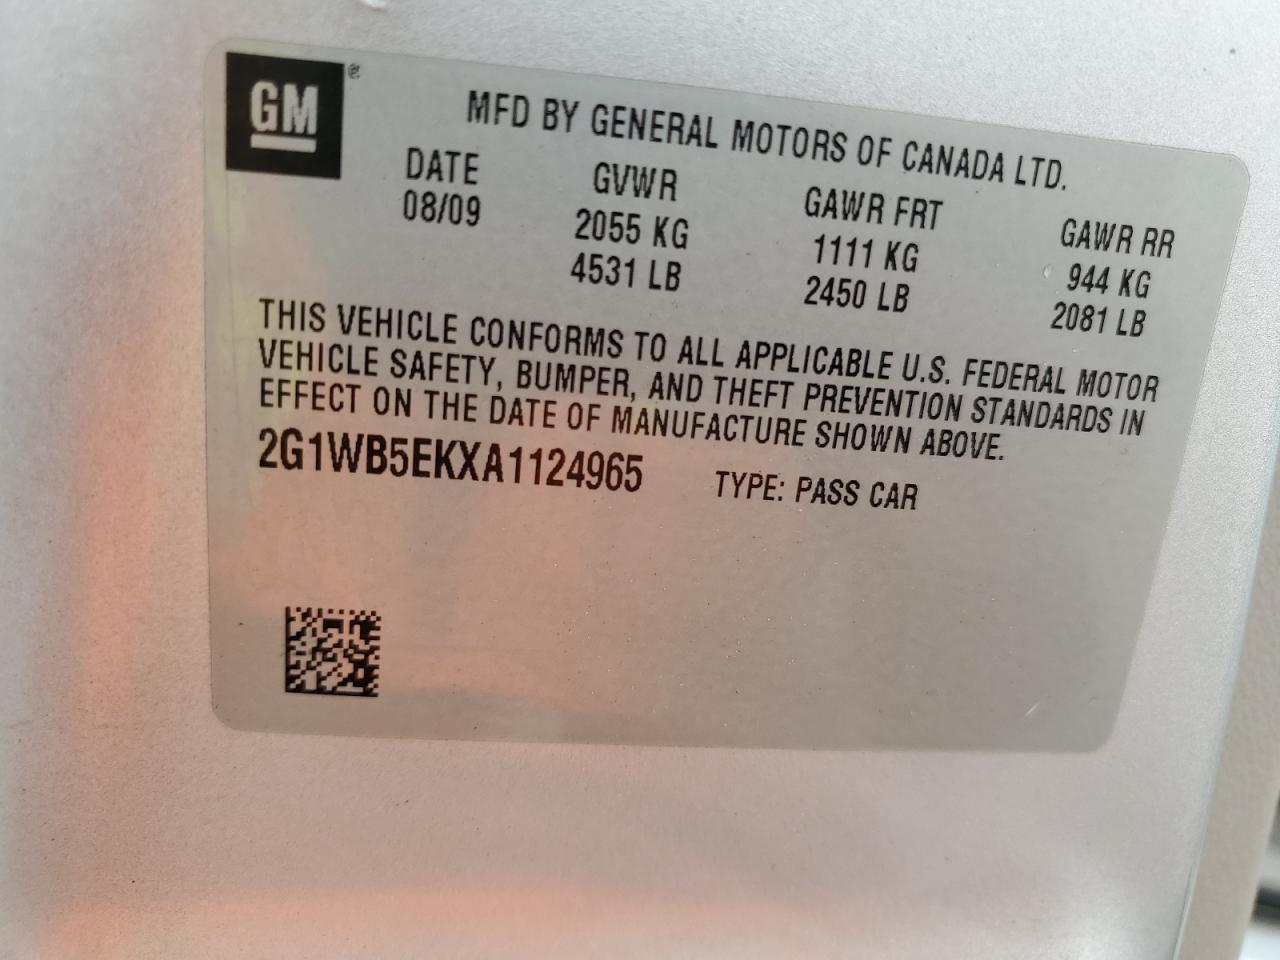 GM®
MFD BY GENERAL MOTORS OF CANADA LTD.
DATE GVWR GAWR FRT GAWR RR
08/09 2055 KG 1111 KG 944 KG
4531 LB 2450 LB 2081 LB
THIS VEHICLE CONFORMS TO ALL APPLICABLE U.S. FEDERAL MOTOR
VEHICLE SAFETY, BUMPER, AND THEFT PREVENTION STANDARDS IN
EFFECT ON THE DATE OF MANUFACTURE SHOWN ABOVE.
2G1WB5EKXA1124965 TYPE: PASS CAR